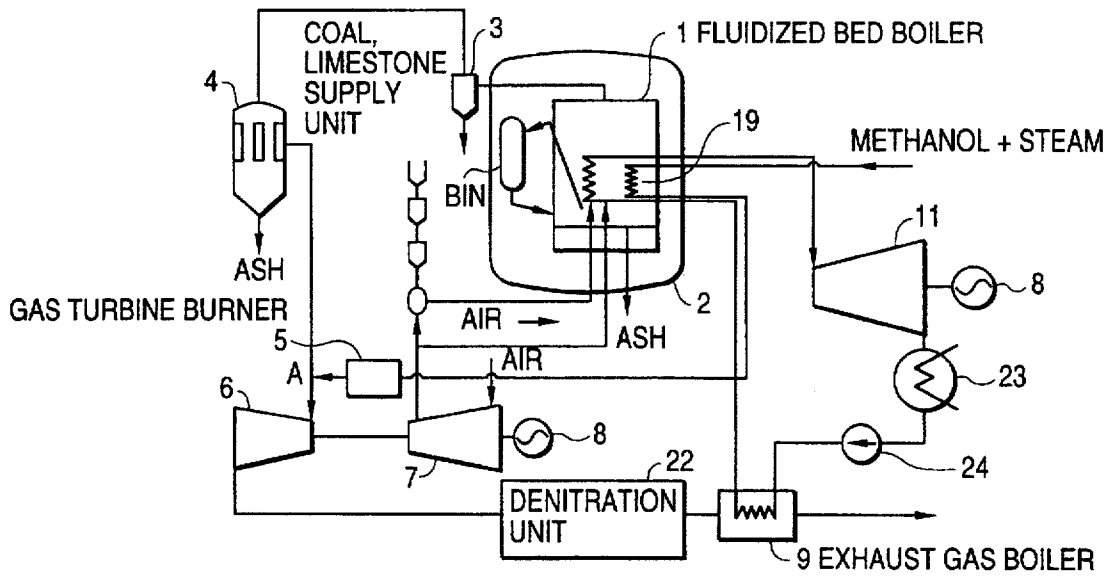 COAL,
LIMESTONE
SUPPLY
UNIT
3
1 FLUIDIZED BED BOILER
4
19
METHANOL + STEAM
BIN
11
ASH
8
GAS TURBINE BURNER
AIR
ASH
2
5
AIR
A
23
6
8
7
22
24
DENITRATION
UNIT
9 EXHAUST GAS BOILER